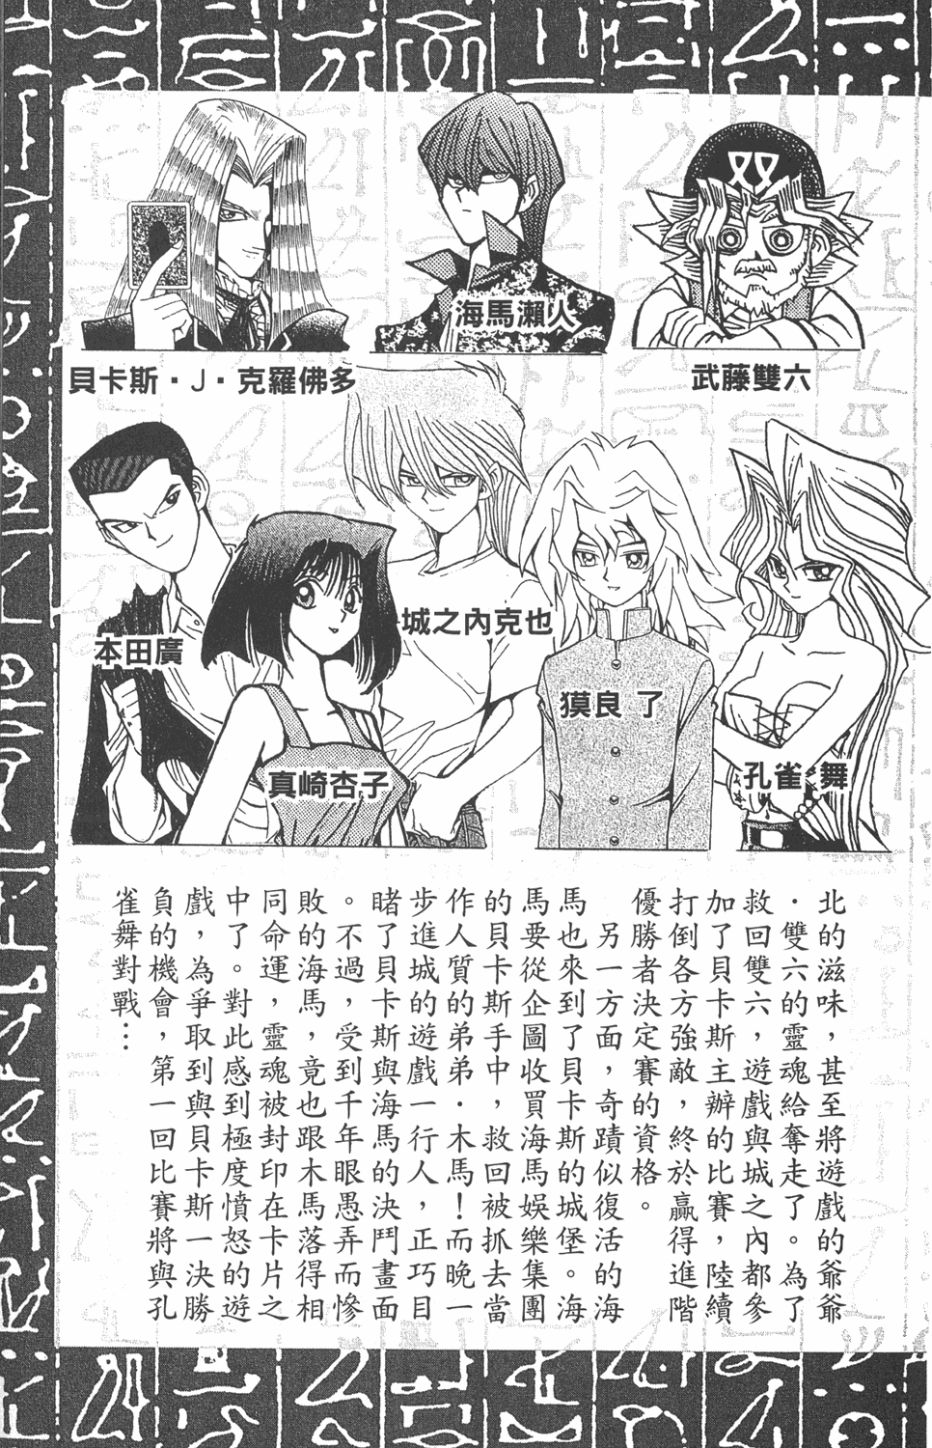 貝卡斯・J・克羅佛多
海馬瀨人
武藤雙六
本田廣
真崎杏子
城之內克也
獏良 了
孔雀 舞
北的滋味，甚至將遊戲的爺爺
・雙六的靈魂給奪走了。為了
救回雙六，遊戲與城之內都參
加了貝卡斯主辦的比賽，陸續
打倒各方強敵，終於贏得進階
優勝者決定賽的資格。
另一方面，奇蹟似復活的海
馬也來到了貝卡斯的城堡。海
馬要從企圖收買海馬娛樂集團
的貝卡斯手中，救回被抓去當
作人質的弟弟・木馬！而晚一
步進城的遊戲一行人，正巧目
睹了貝卡斯與海馬的決鬥畫面
。不過，受到千年眼愚弄而慘
敗的海馬，竟也跟木馬落得相
同命運，靈魂被封印在卡片之
中了。對此感到極度憤怒的遊
戲，為爭取到與貝卡斯一決勝
負的機會，第一回比賽將與孔
雀舞對戰…
双